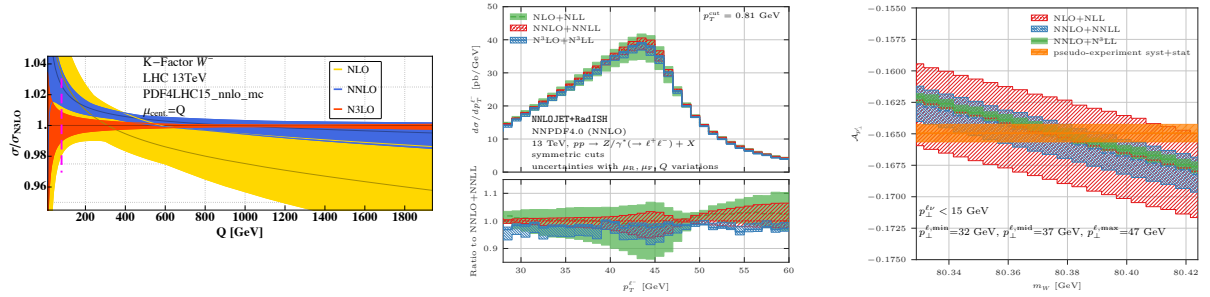 1.04
1.02
1
0.98
0.96
σ/σNNLO
K−Factor W⁻
LHC 13TeV
PDF4LHC15_nnlo_mc
μcent.=Q
NLO
NNLO
N3LO
200 400 600 800 1000 1200 1400 1600 1800
Q [GeV]
NLO+NLL
NNLO+NNLL
N³LO+N³LL
pTcut = 0.81 GeV
50
40
30
20
10
0
dσ/dpTℓ⁻ [pb/GeV]
NNLOJET+RadISH
NNPDF4.0 (NNLO)
13 TeV, pp → Z/γ*(→ ℓ⁺ℓ⁻) + X
symmetric cuts
uncertainties with μR, μF, Q variations
1.1
1.0
0.9
Ratio to NNLO+NNLL
30 35 40 45 50 55 60
pTℓ⁻ [GeV]
−0.1550
−0.1575
−0.1600
−0.1625
−0.1650
−0.1675
−0.1700
−0.1725
−0.1750
NLO+NLL
NNLO+NNLL
NNLO+N³LL
pseudo-experiment syst+stat
p⊥ℓν < 15 GeV
p⊥ℓ,min=32 GeV, p⊥ℓ,mid=37 GeV, p⊥ℓ,max=47 GeV
80.34 80.36 80.38 80.40 80.42
mW [GeV]